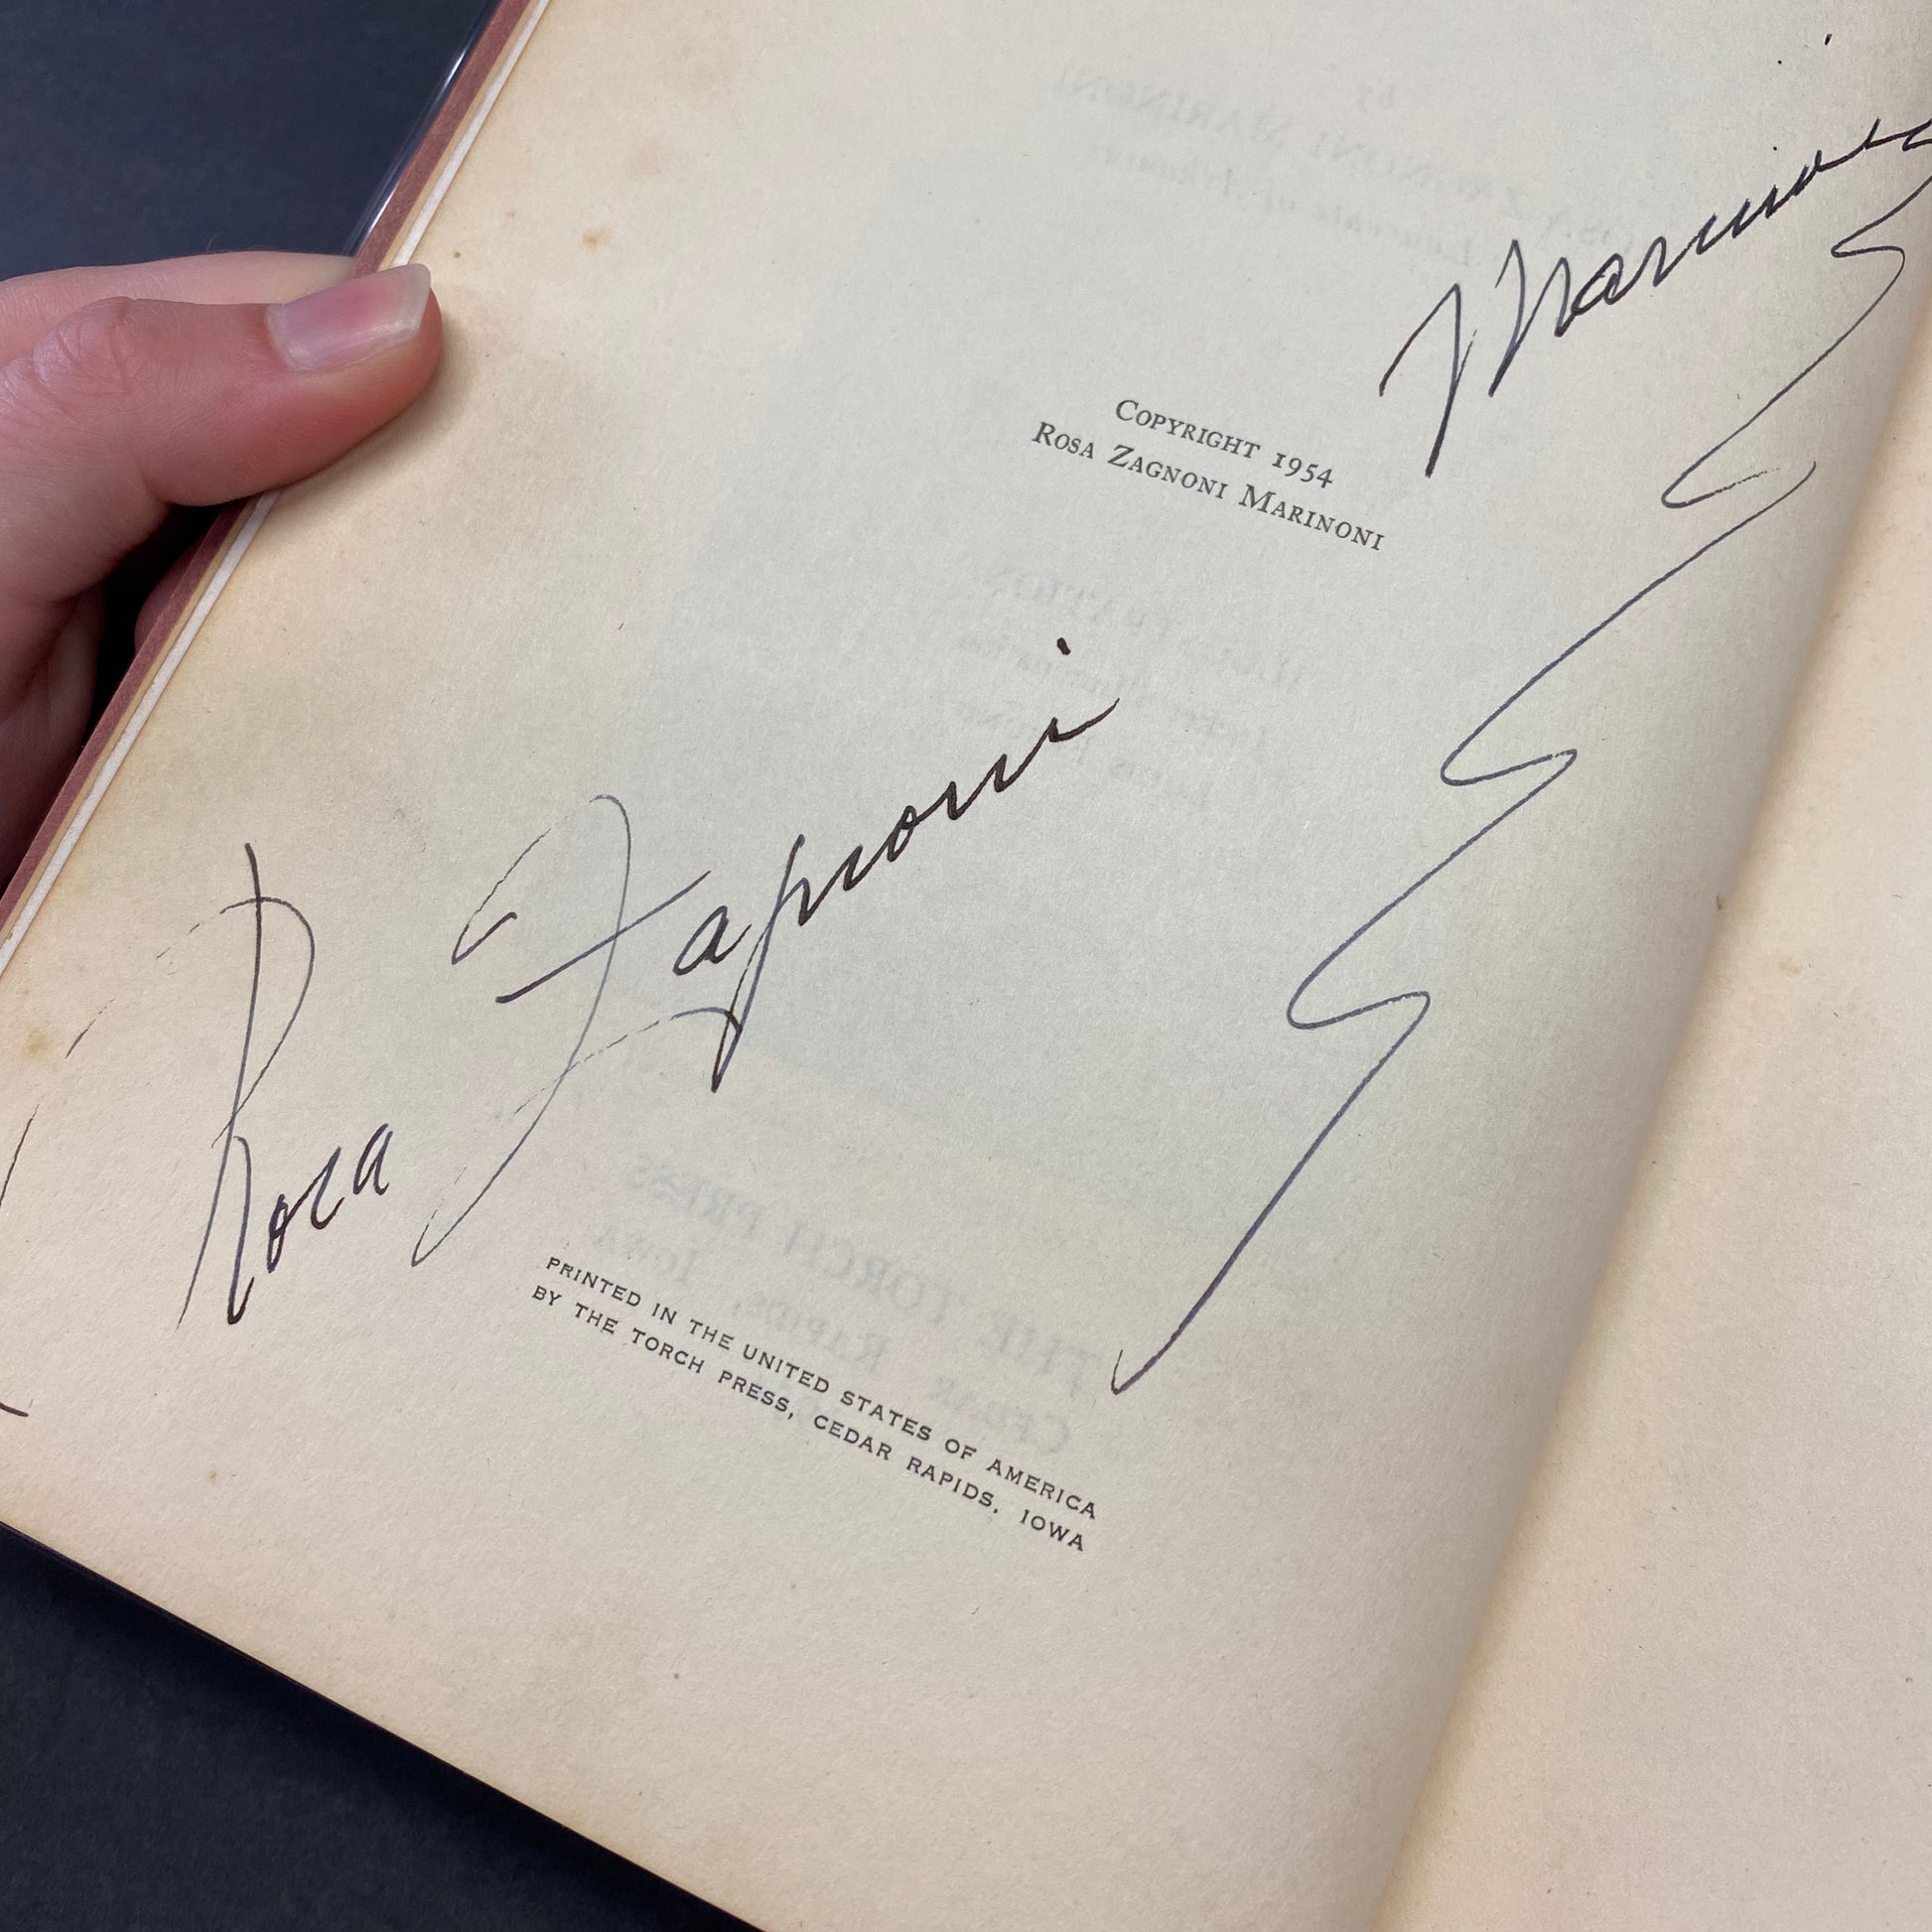 COPYRIGHT 1954
ROSA ZAGNONI MARINONI
Rosa Zagnoni Marinoni
PRINTED IN THE UNITED STATES OF AMERICA
BY THE TORCH PRESS, CEDAR RAPIDS, IOWA